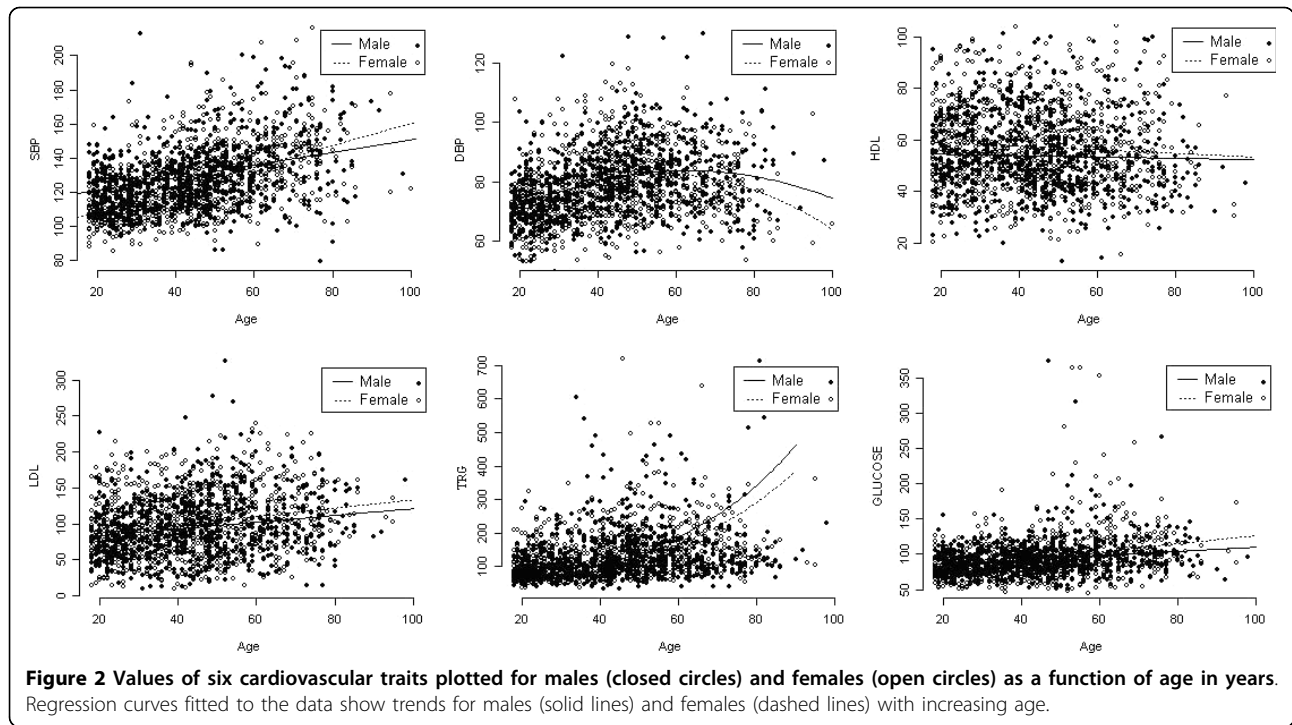 SBP
200
180
160
140
120
100
80
20 40 60 80 100
Age
Male
Female
DBP
120
100
80
60
20 40 60 80 100
Age
Male
Female
HDL
100
80
60
40
20
20 40 60 80 100
Age
Male
Female
LDL
300
250
200
150
100
50
0
20 40 60 80 100
Age
Male
Female
TRG
700
600
500
400
300
200
100
20 40 60 80 100
Age
Male
Female
GLUCOSE
350
300
250
200
150
100
50
20 40 60 80 100
Age
Male
Female
Figure 2 Values of six cardiovascular traits plotted for males (closed circles) and females (open circles) as a function of age in years.
Regression curves fitted to the data show trends for males (solid lines) and females (dashed lines) with increasing age.